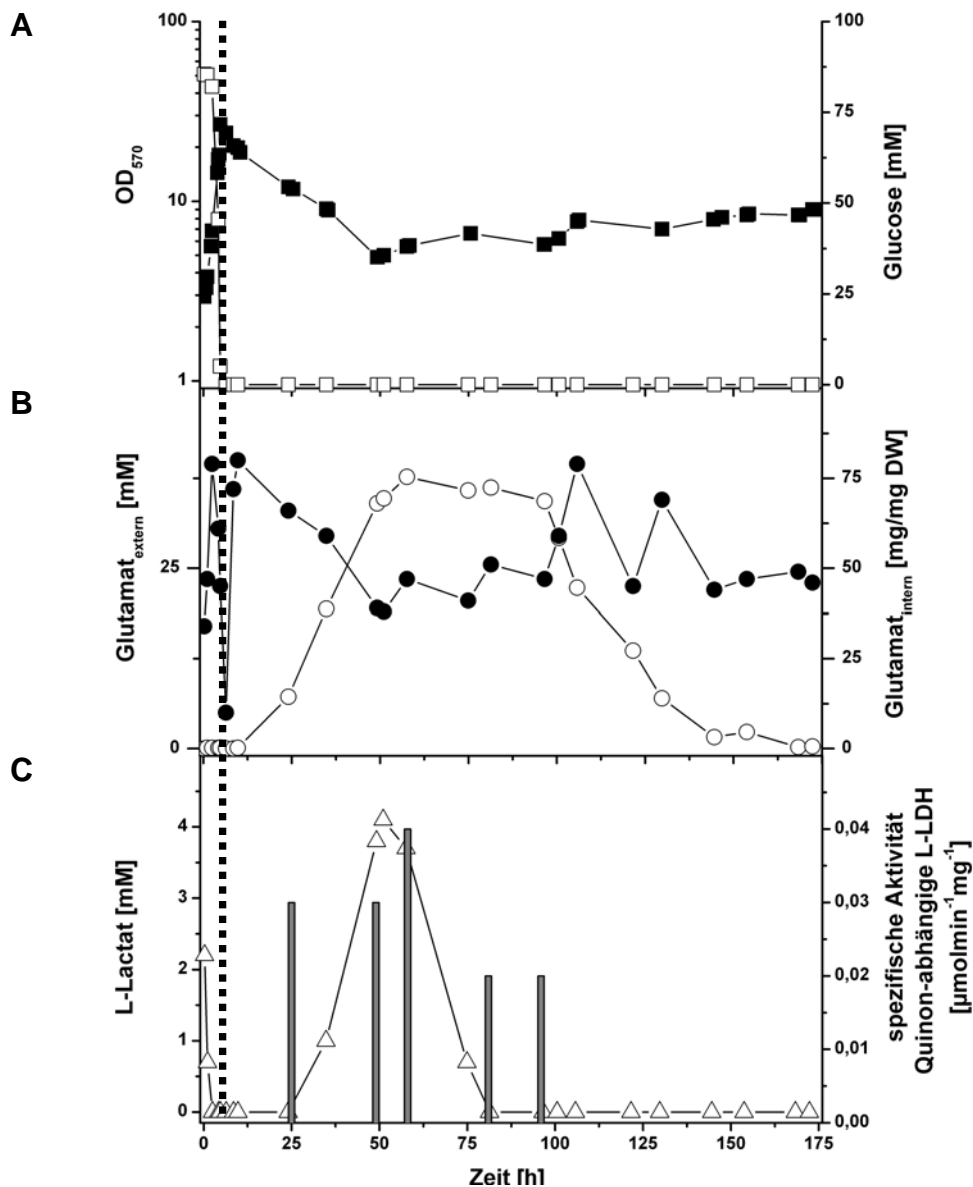 A
100
10
1
OD570
100
75
50
25
0
Glucose [mM]
B
25
0
Glutamatextern [mM]
75
50
25
0
Glutamatintern [mg/mg DW]
C
4
3
2
1
0
L-Lactat [mM]
0,04
0,03
0,02
0,01
0,00
spezifische Aktivität
Quinon-abhängige L-LDH
[µmolmin-1mg-1]
0 25 50 75 100 125 150 175
Zeit [h]